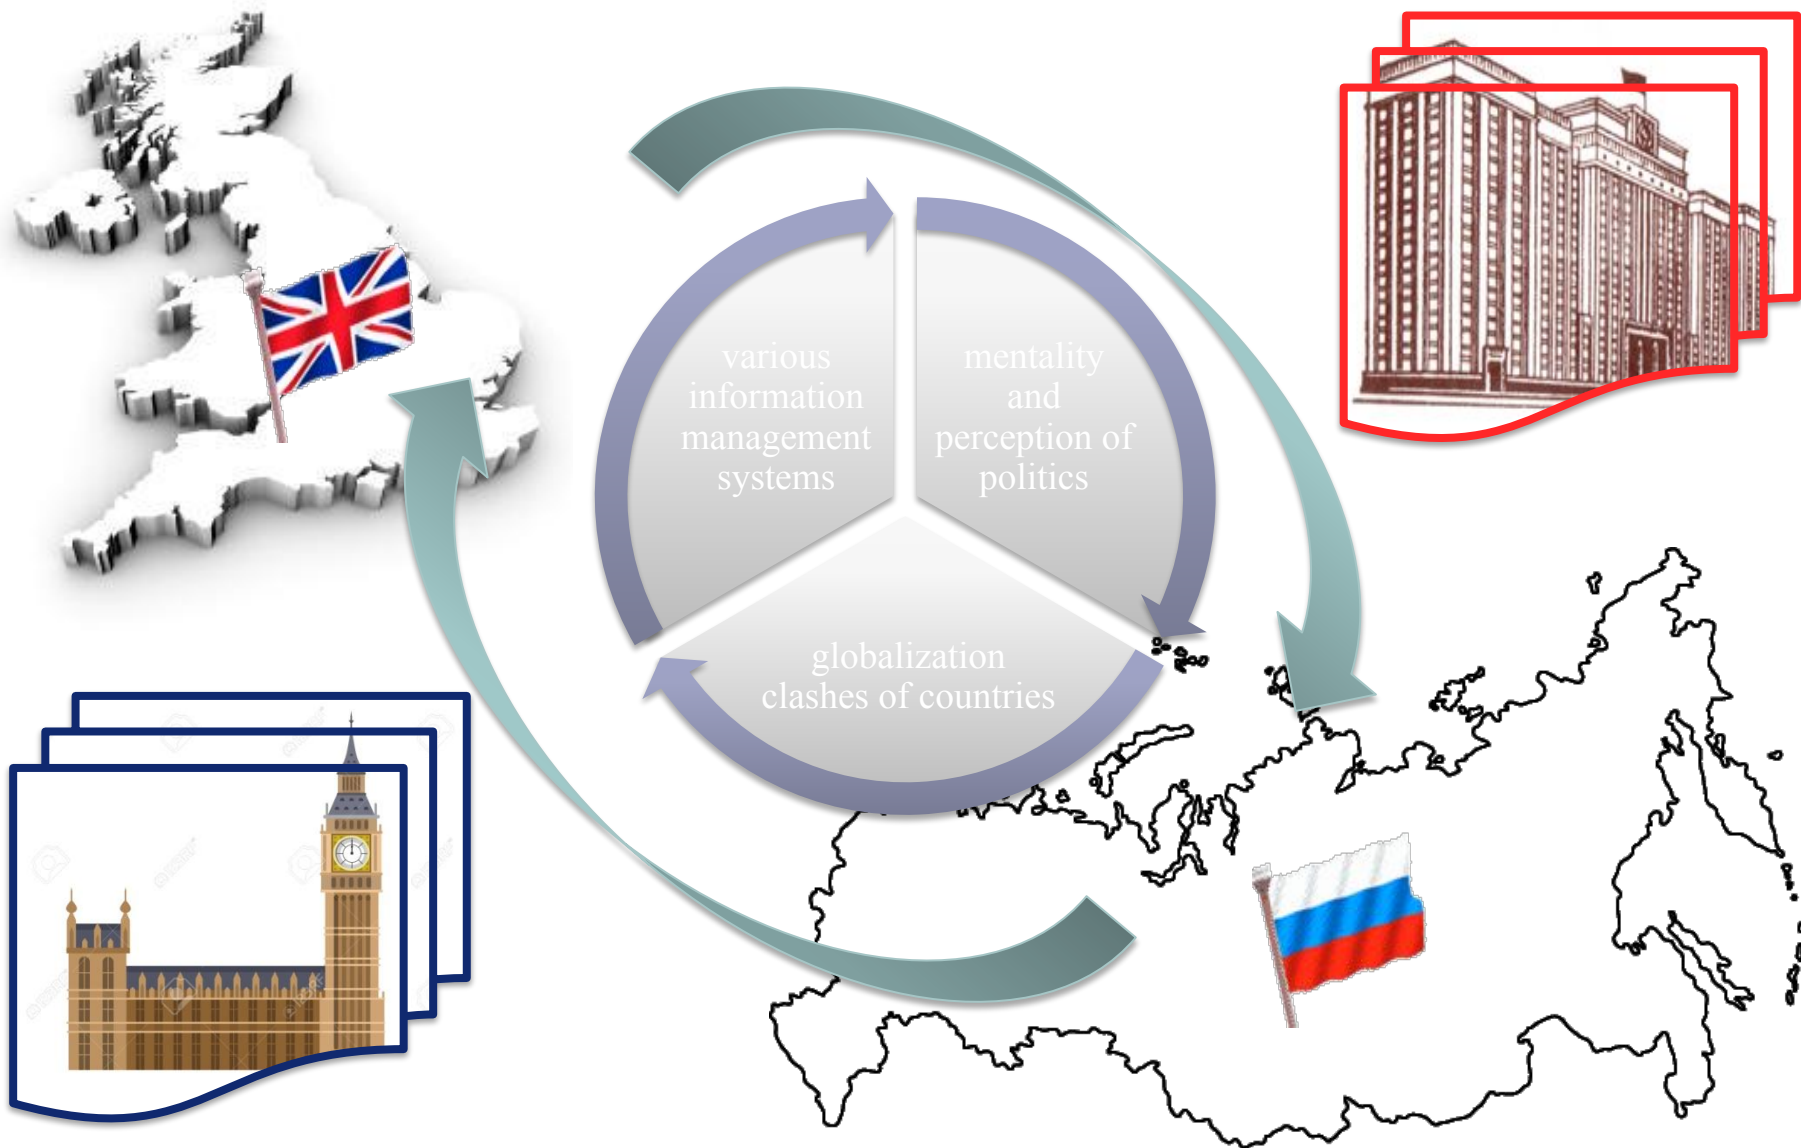 various
information
management
systems
mentality
and
perception of
politics
globalization
clashes of countries